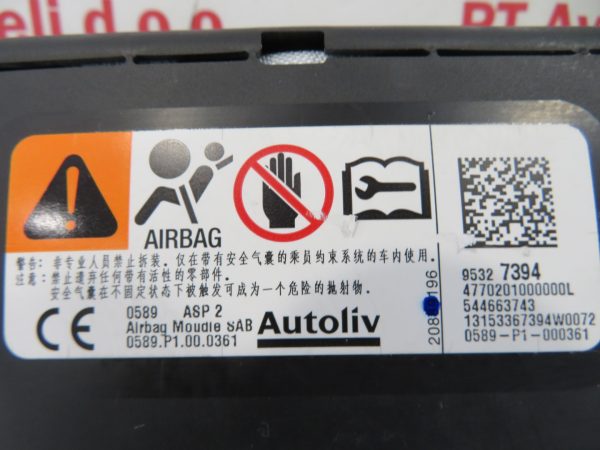 eli d.o.o.
PT Av
AIRBAG
警告：非专业人员禁止拆装。仅在带有安全气囊的乘员约束系统的车内使用。
注意：禁止遗弃任何带有活性的零部件。
安全气囊在不固定状态下被触发可成为一个危险的抛射物。
CE
0589 ASP 2
Airbag Moudle SAB
0589.P1.00.0361
Autoliv
196
9532 7394
4770201000000L
544663743
13153367394W0072
0589-P1-000361